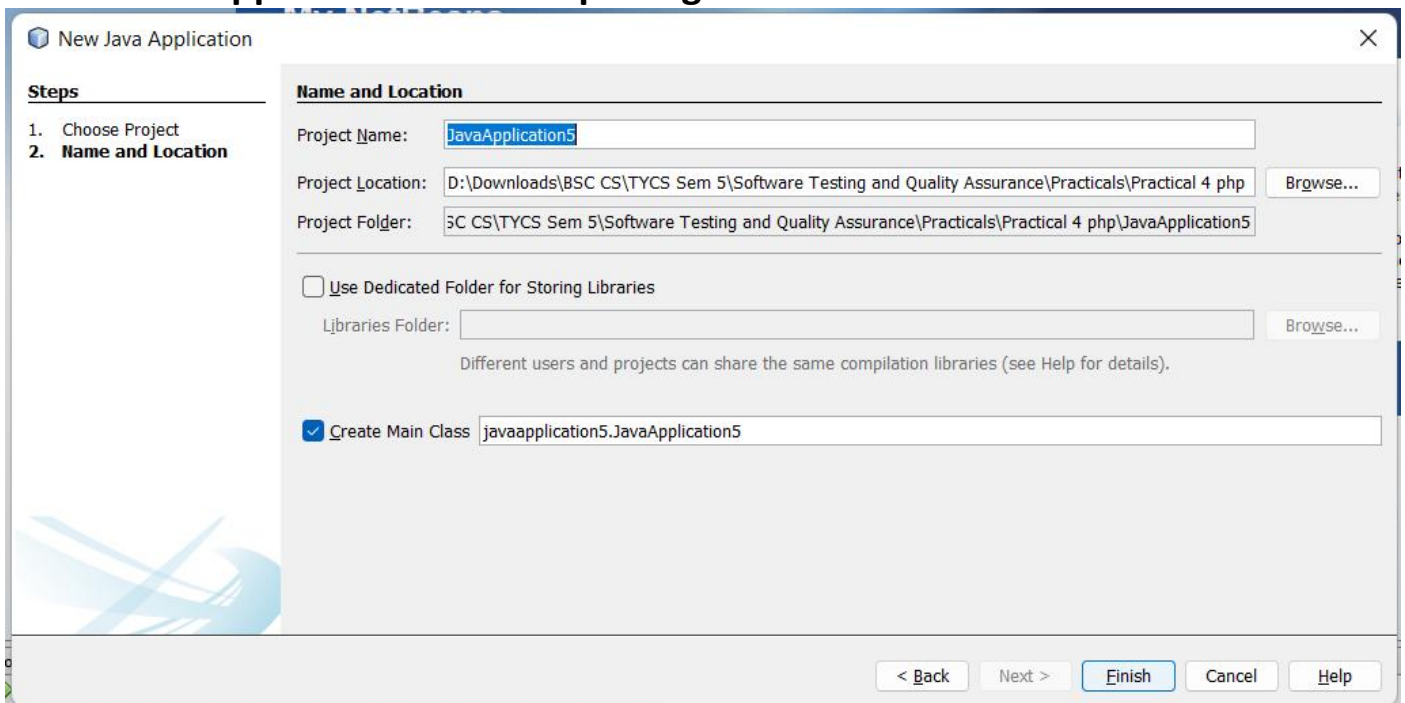 New Java Application
Steps
1. Choose Project
2. Name and Location
Name and Location
Project Name: JavaApplication5
Project Location: D:\Downloads\BSC CS\TYCS Sem 5\Software Testing and Quality Assurance\Practicals\Practical 4 php Browse...
Project Folder: SC CS\TYCS Sem 5\Software Testing and Quality Assurance\Practicals\Practical 4 php\JavaApplication5
Use Dedicated Folder for Storing Libraries
Libraries Folder: Browse...
Different users and projects can share the same compilation libraries (see Help for details).
Create Main Class javaapplication5.JavaApplication5
< Back Next > Finish Cancel Help